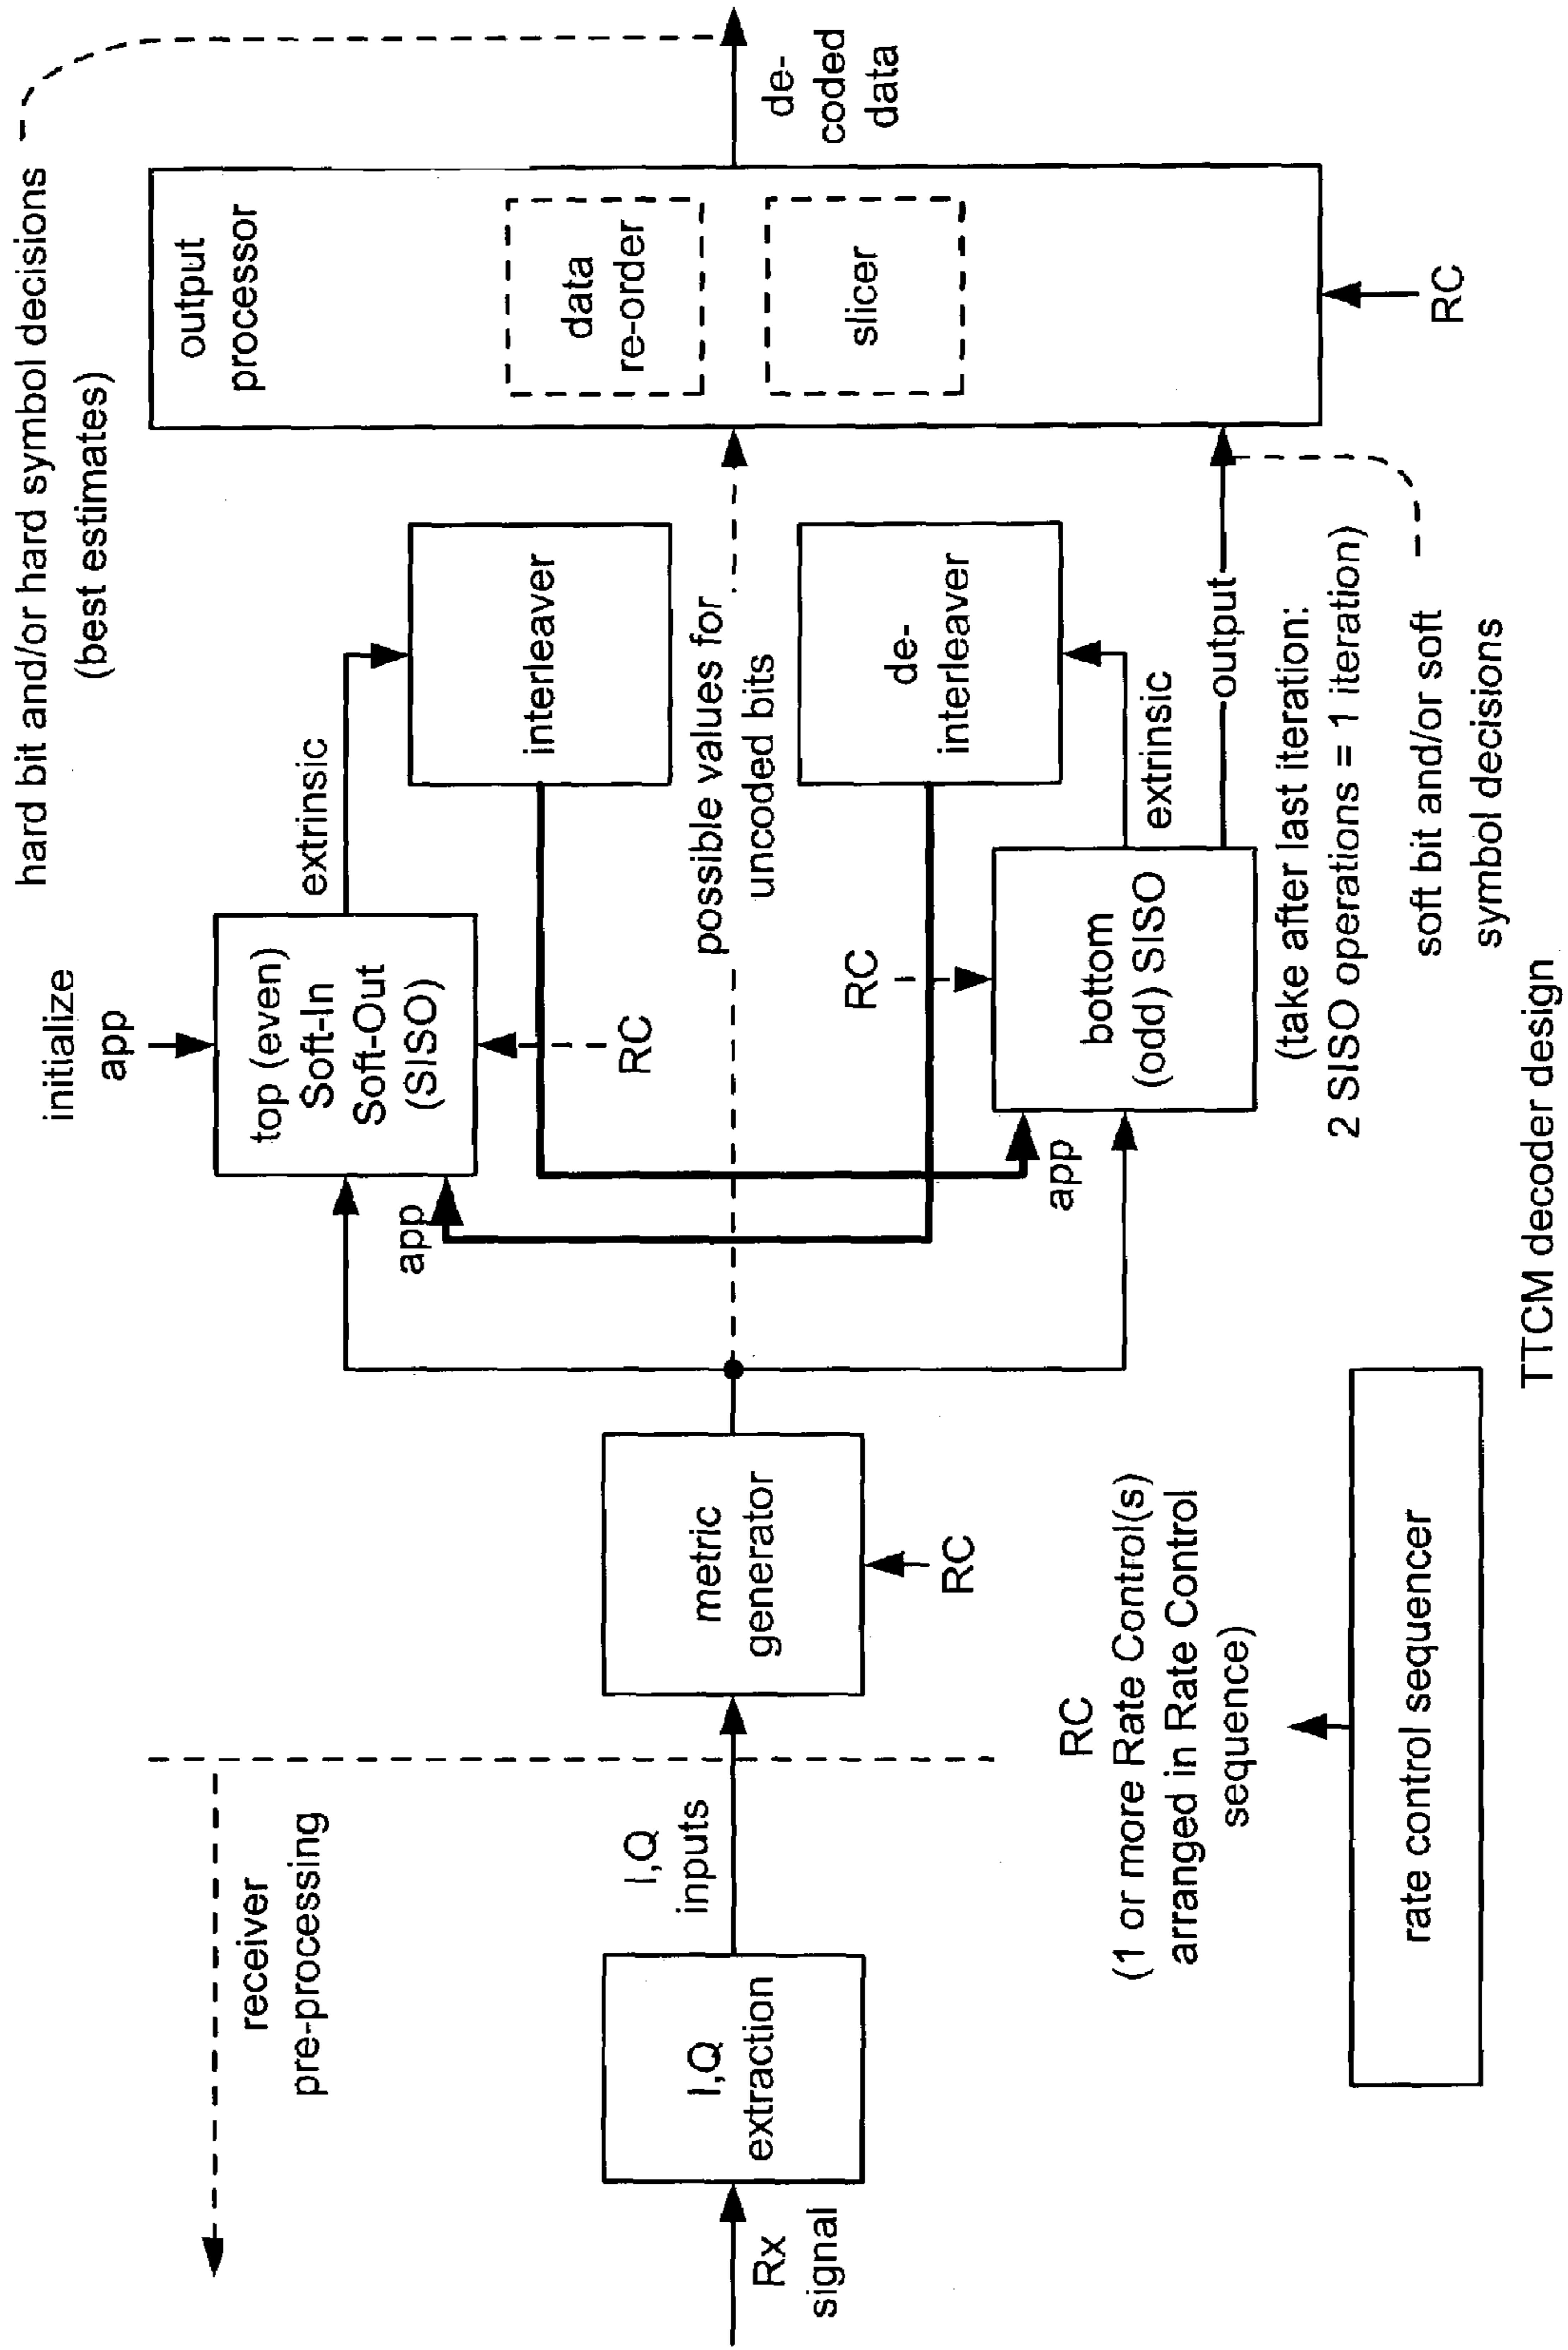 hard bit and/or hard symbol decisions
(best estimates)
initialize
app
top (even)
Soft-In
Soft-Out
(SISO)
extrinsic
interleaver
RC
app
output
processor
data
re-order
slicer
de-
coded
data
RC
receiver
pre-processing
Rx
signal
I,Q
extraction
I,Q
inputs
metric
generator
RC
possible values for
uncoded bits
de-
interleaver
RC
app
bottom
(odd) SISO
extrinsic
output
(take after last iteration:
2 SISO operations = 1 iteration)
soft bit and/or soft
symbol decisions
RC
(1 or more Rate Control(s)
arranged in Rate Control
sequence)
rate control sequencer
TTCM decoder design